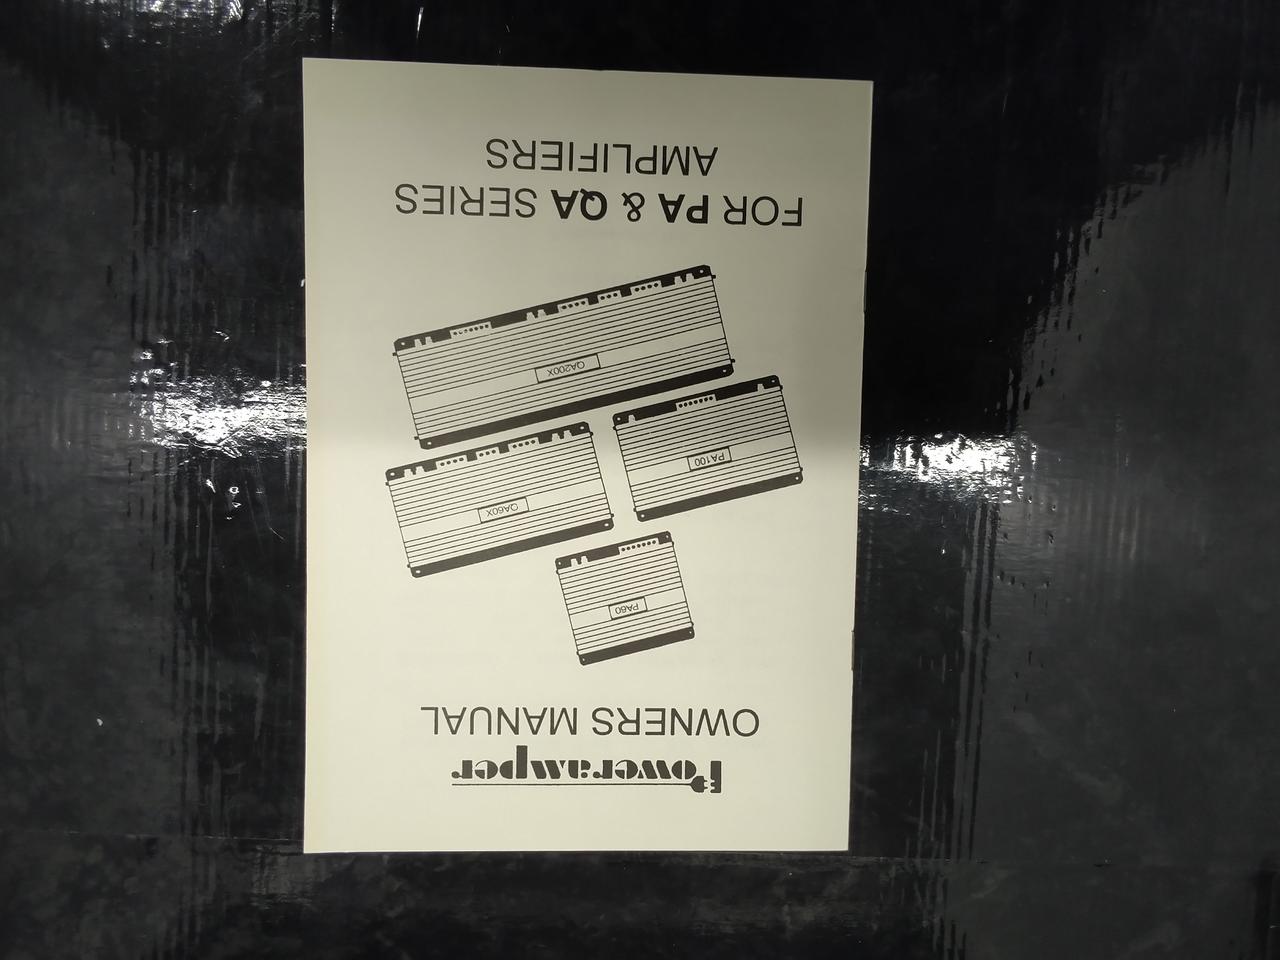 Poweramper
OWNERS MANUAL
PA60
PA100
QA60X
QA200X
FOR PA & QA SERIES
AMPLIFIERS